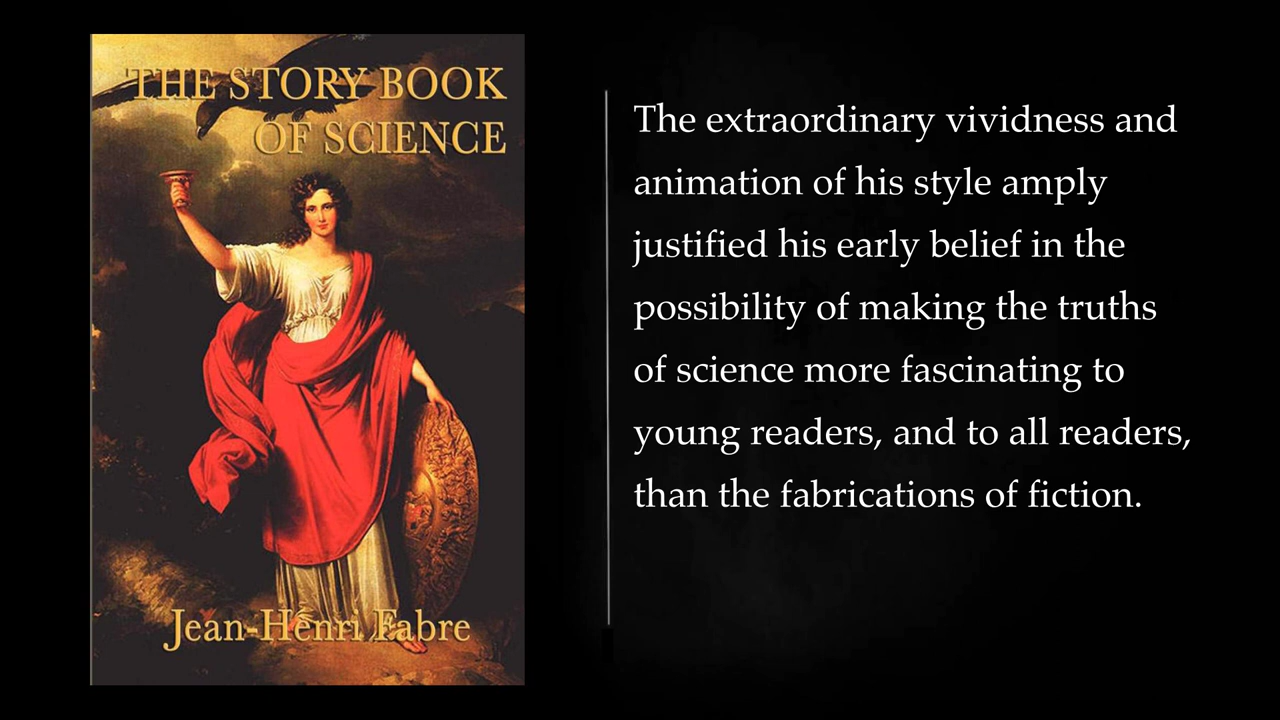 THE STORY BOOK
OF SCIENCE
Jean-Henri Fabre
The extraordinary vividness and
animation of his style amply
justified his early belief in the
possibility of making the truths
of science more fascinating to
young readers, and to all readers,
than the fabrications of fiction.